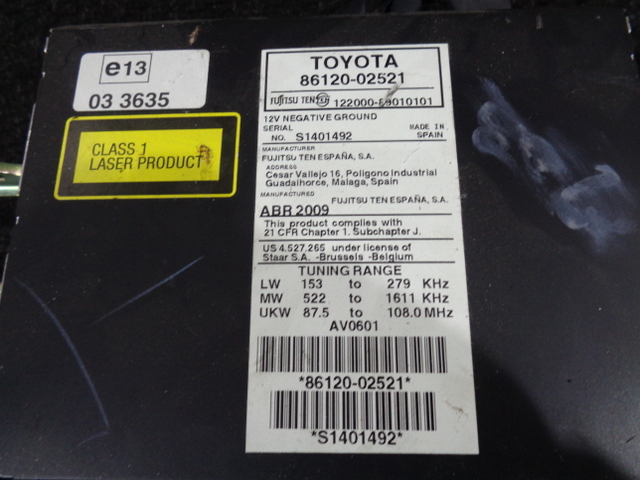 e13
03 3635
CLASS 1
LASER PRODUCT
TOYOTA
86120-02521
FUJITSU TEN 122000-69010101
12V NEGATIVE GROUND
SERIAL MADE IN
NO. S1401492 SPAIN
MANUFACTURER
FUJITSU TEN ESPAÑA, S.A.
ADDRESS
Cesar Vallejo 16, Poligono Industrial
Guadalhorce, Malaga, Spain
MANUFACTURED
FUJITSU TEN ESPAÑA, S.A.
ABR 2009
This product complies with
21 CFR Chapter 1. Subchapter J.
US 4.527.265 under license of
Staar S.A. -Brussels -Belgium
TUNING RANGE
LW 153 to 279 KHz
MW 522 to 1611 KHz
UKW 87.5 to 108.0 MHz
AV0601
*86120-02521*
*S1401492*